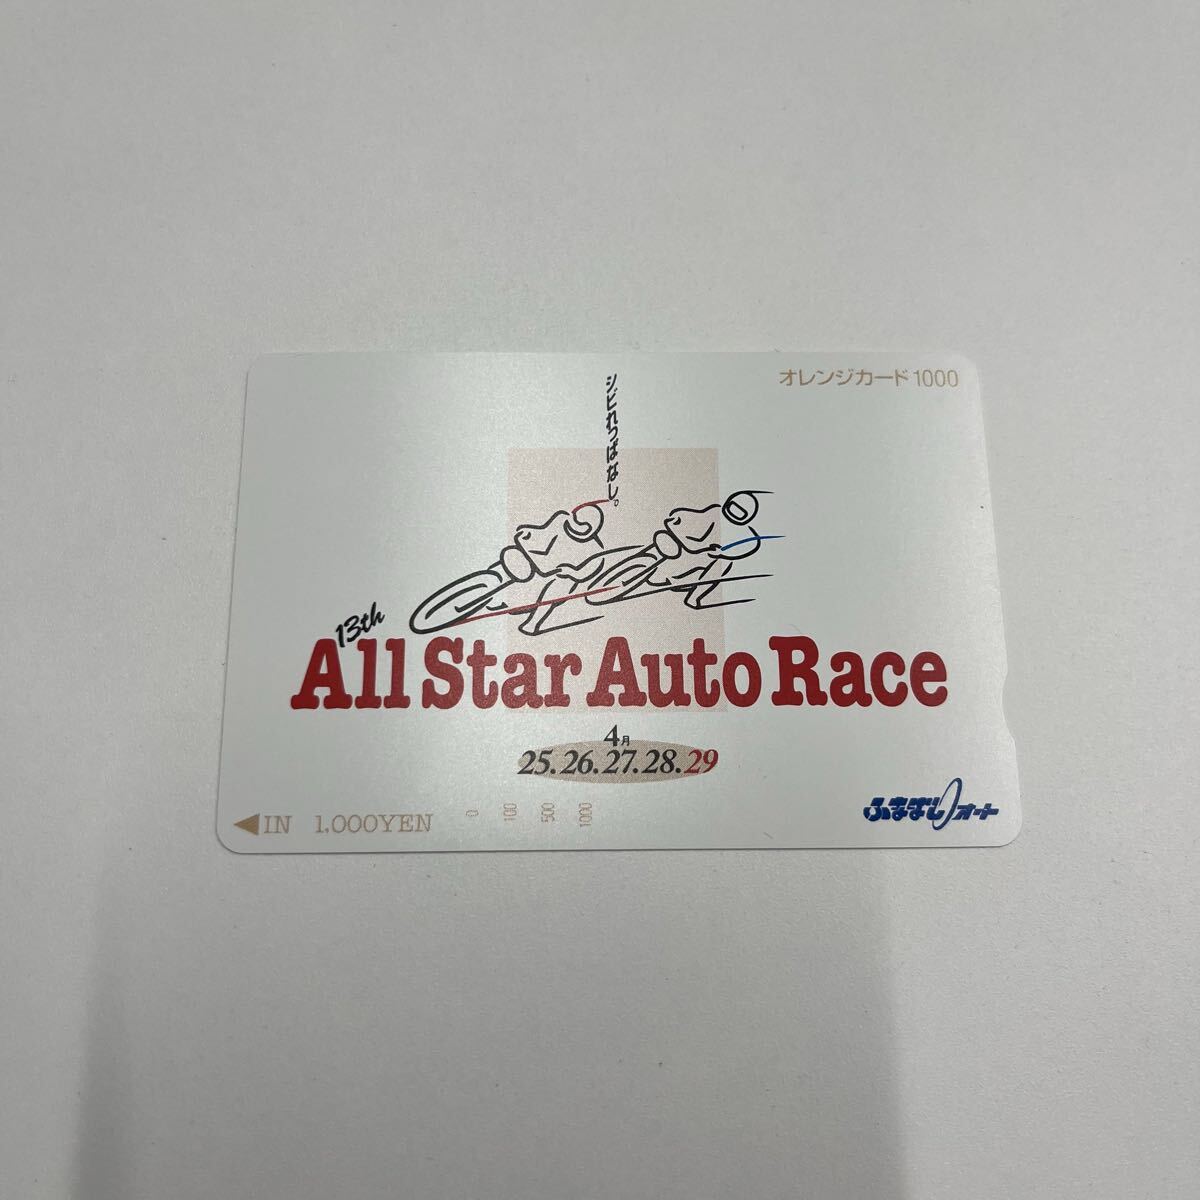 オレンジカード1000
シビれっぱなし。
13th
All Star Auto Race
4月
25.26.27.28.29
◀IN 1,000YEN
0 100 500 1000
ふなばしオート